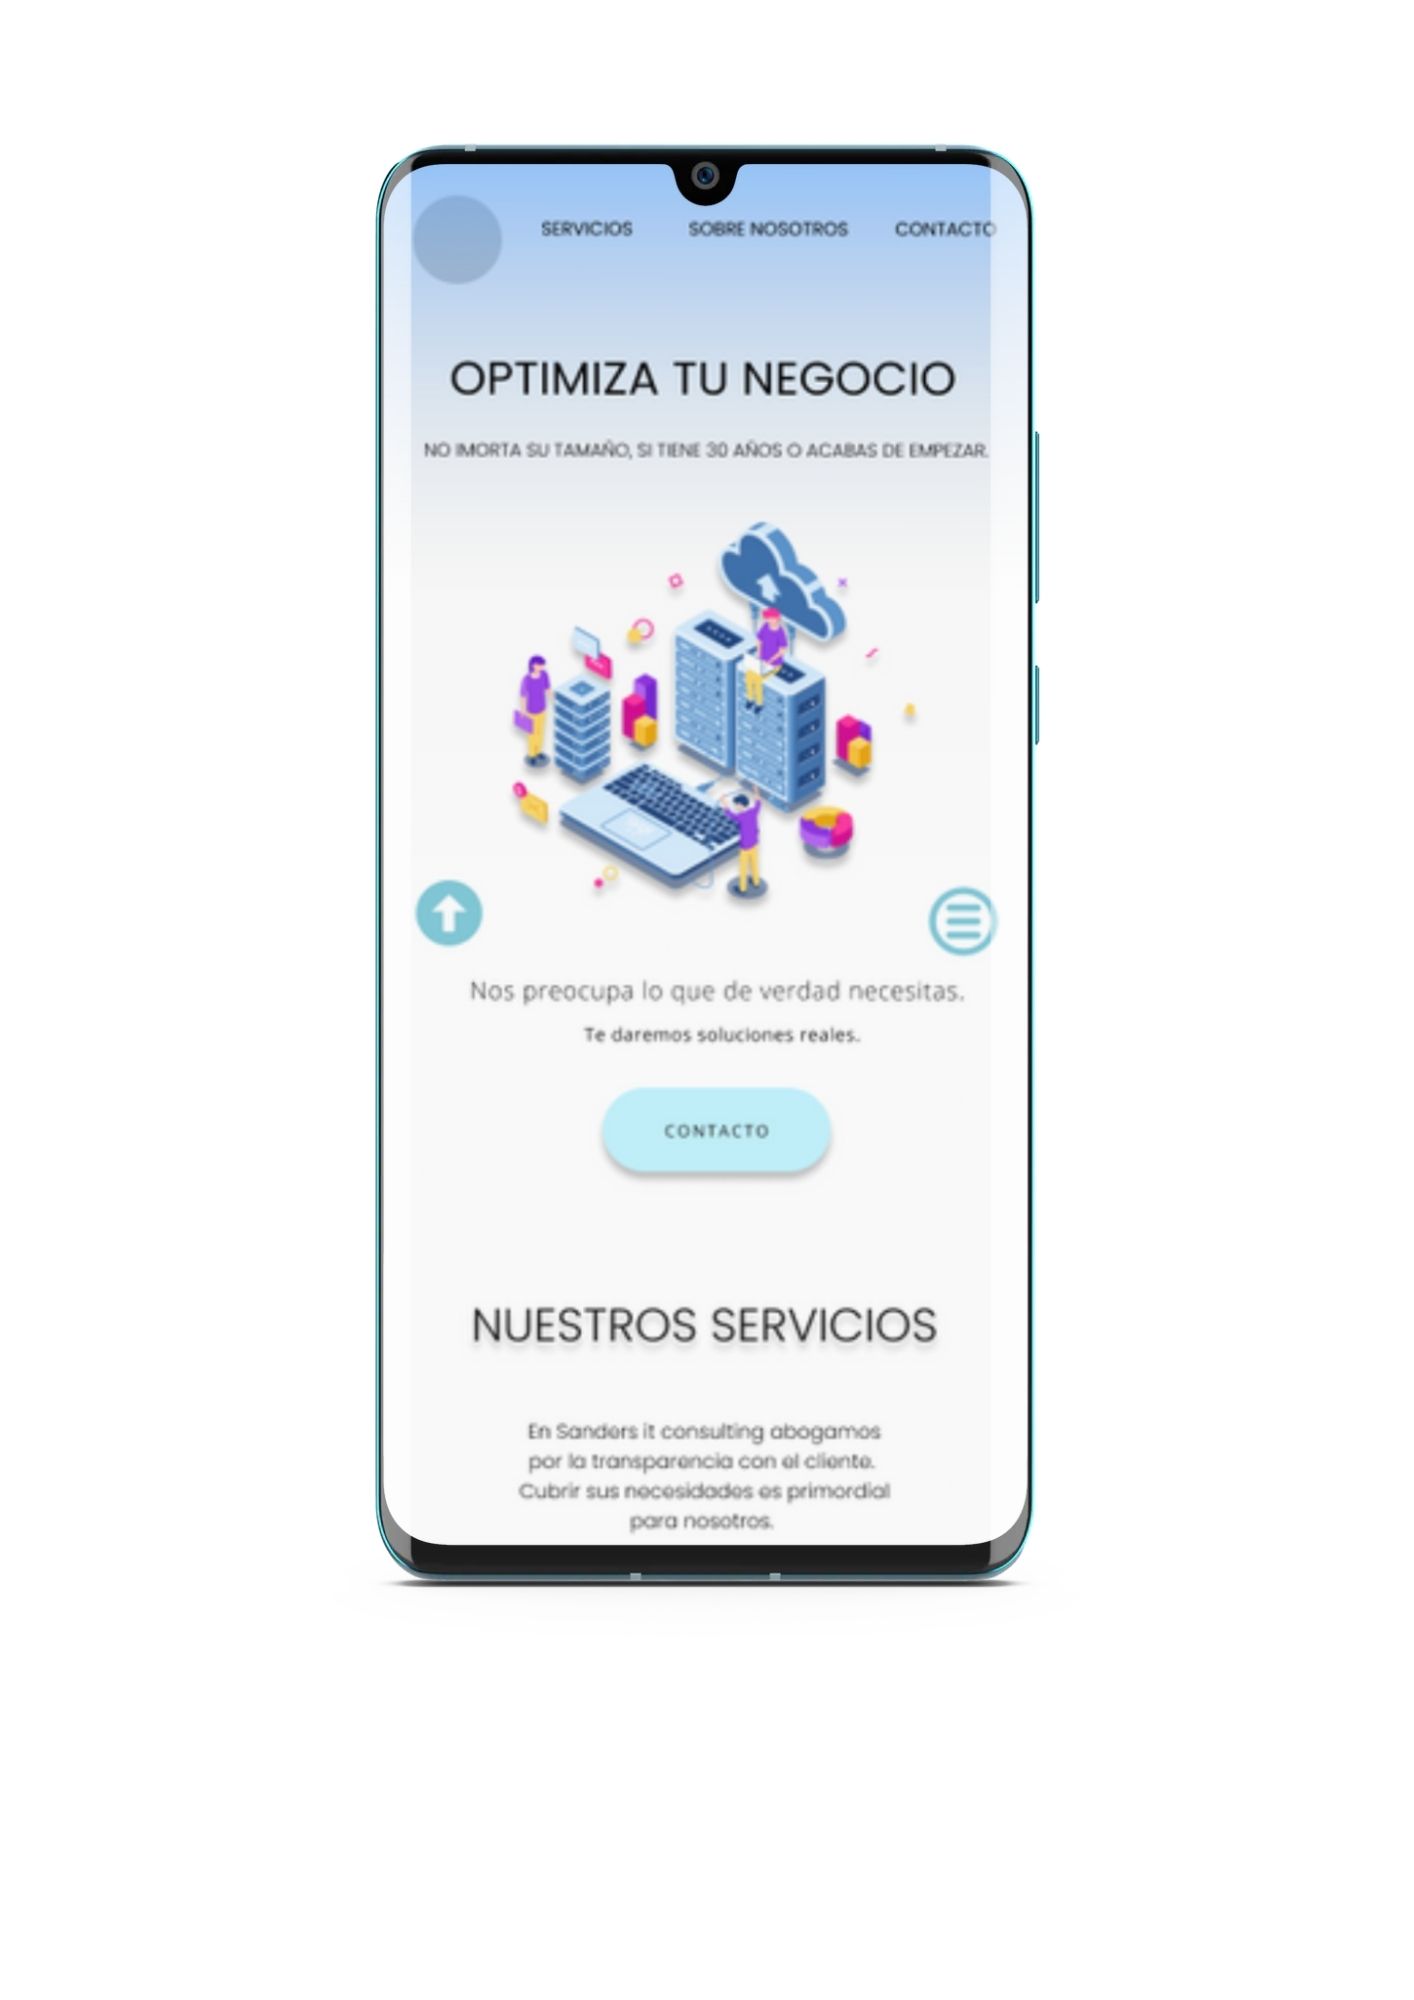 SERVICIOS SOBRE NOSOTROS CONTACTO
OPTIMIZA TU NEGOCIO
NO IMORTA SU TAMAÑO, SI TIENE 30 AÑOS O ACABAS DE EMPEZAR.
Nos preocupa lo que de verdad necesitas.
Te daremos soluciones reales.
CONTACTO
NUESTROS SERVICIOS
En Sanders it consulting abogamos
por la transparencia con el cliente.
Cubrir sus necesidades es primordial
para nosotros.